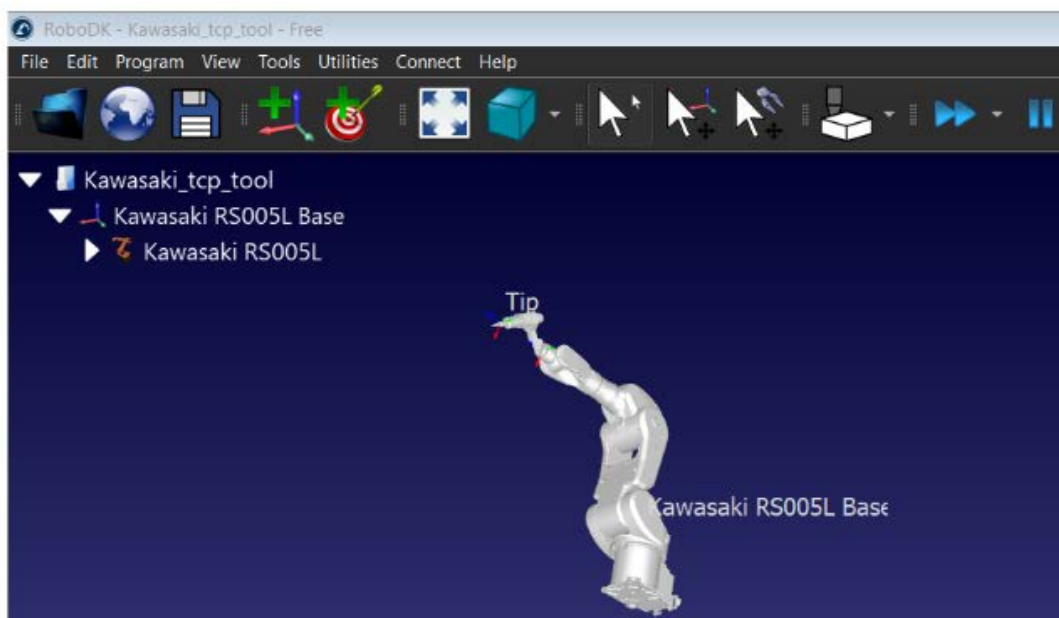 RoboDK - Kawasaki_tcp_tool - Free
File Edit Program View Tools Utilities Connect Help
Kawasaki_tcp_tool
Kawasaki RS005L Base
Kawasaki RS005L
Tip
Kawasaki RS005L Base